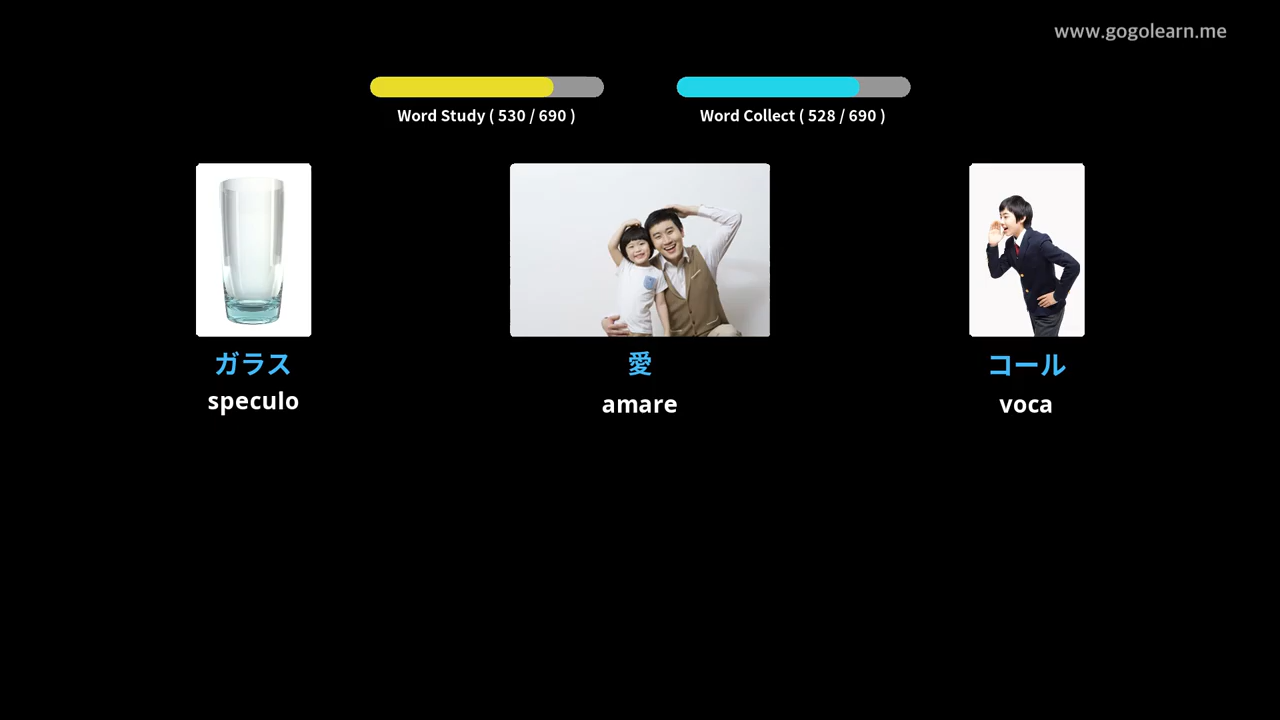 www.gogolearn.me
Word Study ( 530 / 690 )
Word Collect ( 528 / 690 )
ガラス
speculo
愛
amare
コール
voca